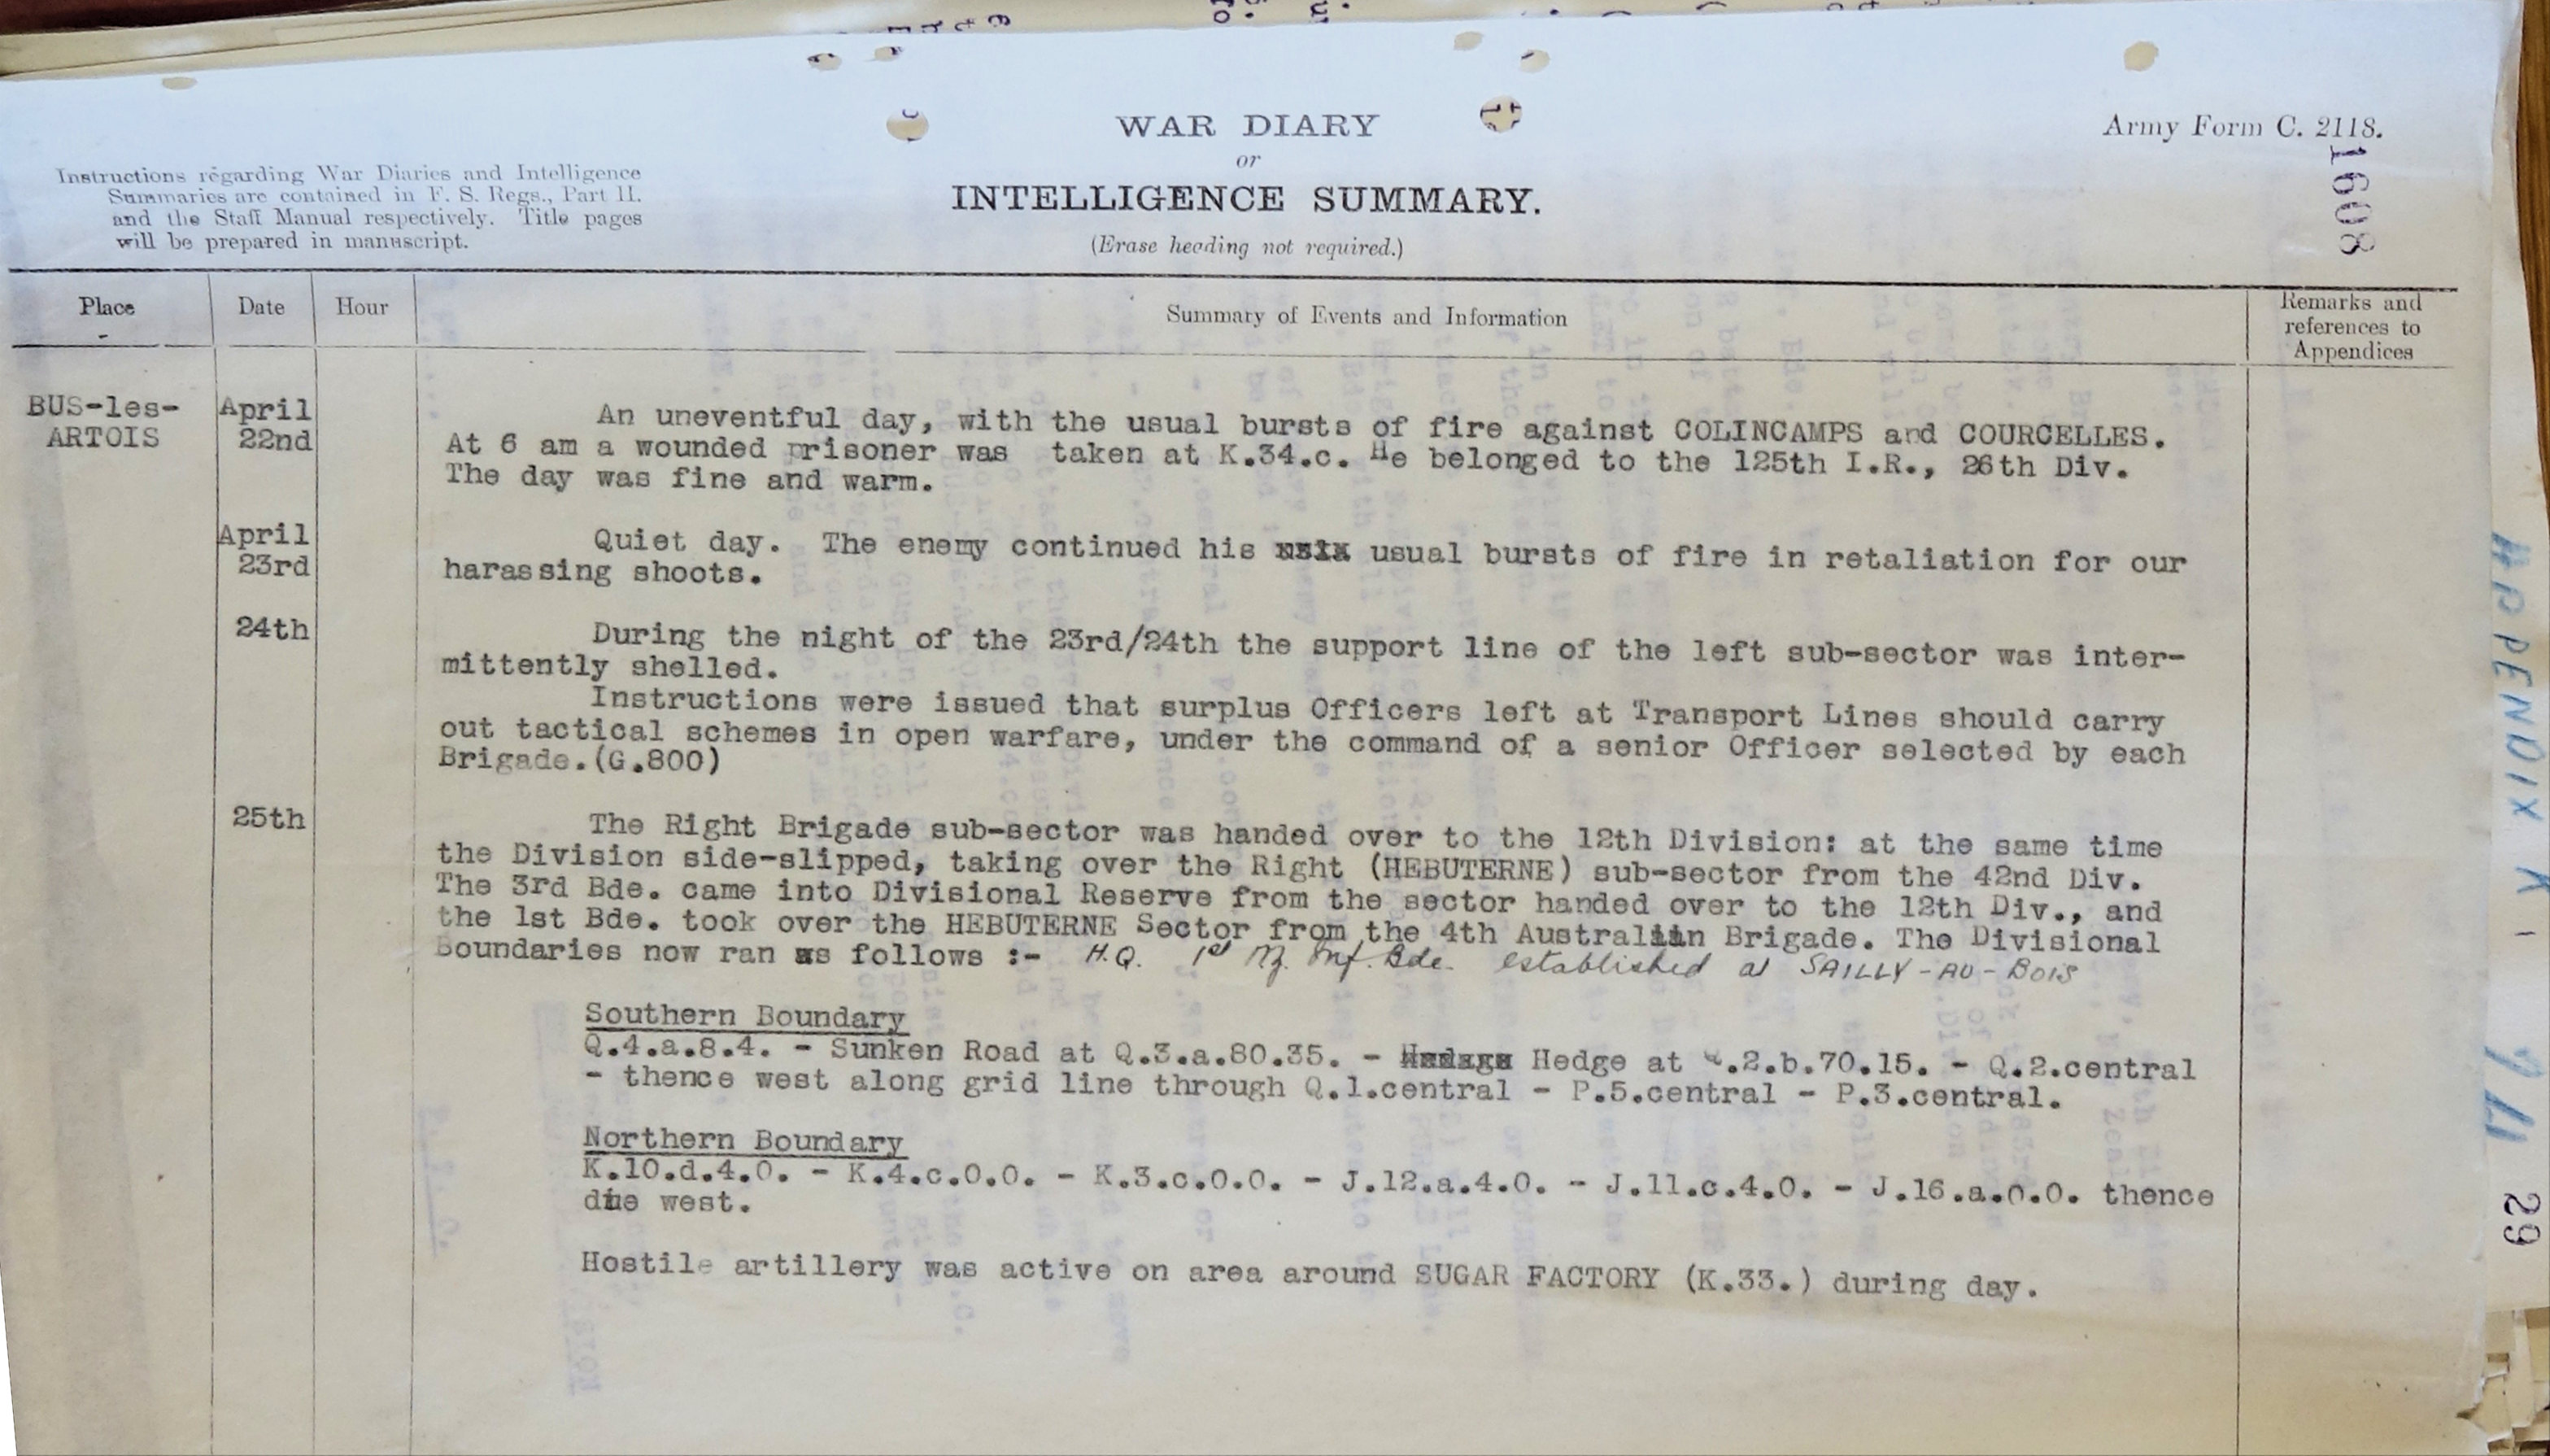 WAR DIARY
or
INTELLIGENCE SUMMARY.
(Erase heading not required.)
Army Form C. 2118.
1608
Instructions regarding War Diaries and Intelligence
Summaries are contained in F. S. Regs., Part II.
and the Staff Manual respectively. Title pages
will be prepared in manuscript.
Place
Date
Hour
Summary of Events and Information
Remarks and
references to
Appendices
BUS-les-
ARTOIS
April
22nd
An uneventful day, with the usual bursts of fire against COLINCAMPS and COURCELLES.
At 6 am a wounded prisoner was taken at K.34.c. He belonged to the 125th I.R., 26th Div.
The day was fine and warm.
April
23rd
Quiet day. The enemy continued his usual bursts of fire in retaliation for our
harassing shoots.
24th
During the night of the 23rd/24th the support line of the left sub-sector was inter-
mittently shelled.
Instructions were issued that surplus Officers left at Transport Lines should carry
out tactical schemes in open warfare, under the command of a senior Officer selected by each
Brigade.(G.800)
25th
The Right Brigade sub-sector was handed over to the 12th Division: at the same time
the Division side-slipped, taking over the Right (HEBUTERNE) sub-sector from the 42nd Div.
The 3rd Bde. came into Divisional Reserve from the sector handed over to the 12th Div., and
the 1st Bde. took over the HEBUTERNE Sector from the 4th Australian Brigade. The Divisional
Boundaries now ran as follows :- H.Q. 1st NZ. Inf. Bde. established at SAILLY-AU-BOIS
Southern Boundary
Q.4.a.8.4. - Sunken Road at Q.3.a.80.35. - Hedge at Q.2.b.70.15. - Q.2.central
- thence west along grid line through Q.1.central - P.5.central - P.3.central.
Northern Boundary
K.10.d.4.0. - K.4.c.0.0. - K.3.c.0.0. - J.12.a.4.0. - J.11.c.4.0. - J.16.a.0.0. thence
due west.
Hostile artillery was active on area around SUGAR FACTORY (K.33.) during day.
APPENDIX
29